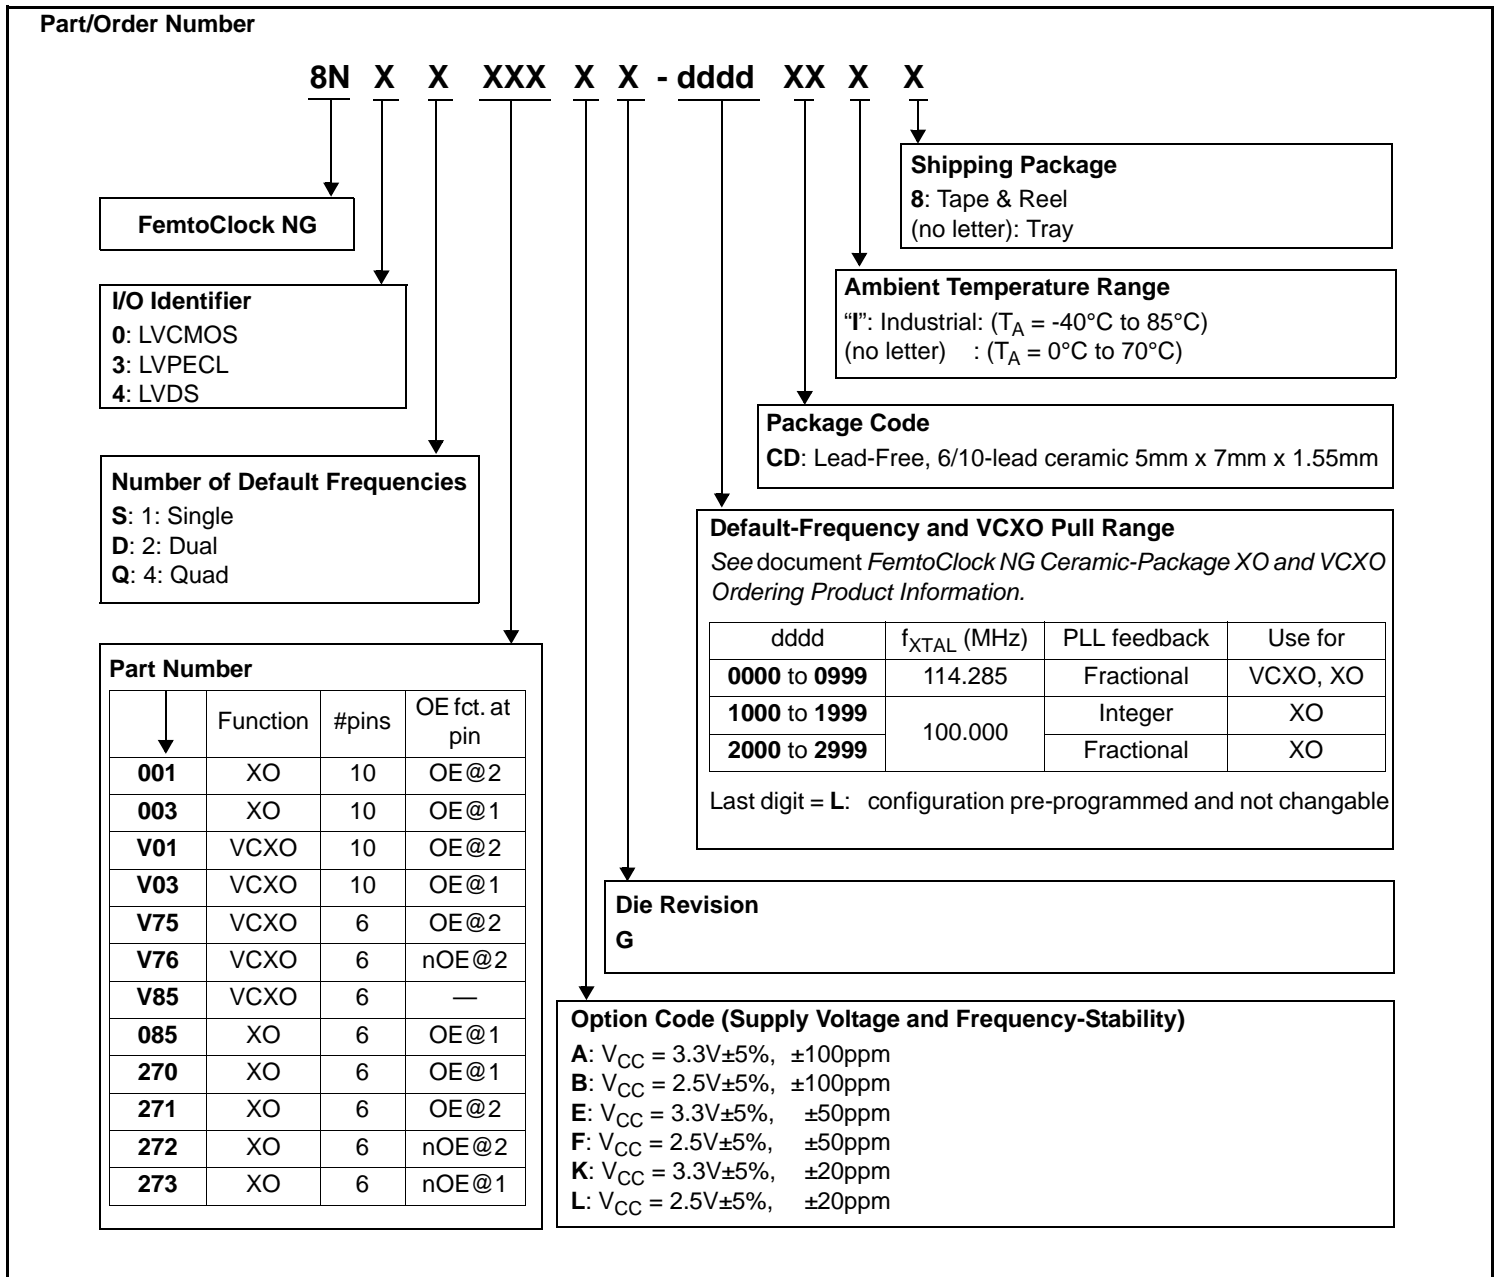 Part/Order Number
8N X X XXX X X - dddd XX X X
Shipping Package
8: Tape & Reel
(no letter): Tray
FemtoClock NG
Ambient Temperature Range
“I”: Industrial: (TA = -40°C to 85°C)
(no letter) : (TA = 0°C to 70°C)
I/O Identifier
0: LVCMOS
3: LVPECL
4: LVDS
Package Code
CD: Lead-Free, 6/10-lead ceramic 5mm x 7mm x 1.55mm
Number of Default Frequencies
S: 1: Single
D: 2: Dual
Q: 4: Quad
Default-Frequency and VCXO Pull Range
See document FemtoClock NG Ceramic-Package XO and VCXO
Ordering Product Information.
dddd fXTAL (MHz) PLL feedback Use for
0000 to 0999 114.285 Fractional VCXO, XO
1000 to 1999 100.000 Integer XO
2000 to 2999 Fractional XO
Last digit = L: configuration pre-programmed and not changable
Part Number
Function #pins OE fct. at
pin
001 XO 10 OE@2
003 XO 10 OE@1
V01 VCXO 10 OE@2
V03 VCXO 10 OE@1
V75 VCXO 6 OE@2
V76 VCXO 6 nOE@2
V85 VCXO 6 —
085 XO 6 OE@1
270 XO 6 OE@1
271 XO 6 OE@2
272 XO 6 nOE@2
273 XO 6 nOE@1
Die Revision
G
Option Code (Supply Voltage and Frequency-Stability)
A: VCC = 3.3V±5%, ±100ppm
B: VCC = 2.5V±5%, ±100ppm
E: VCC = 3.3V±5%, ±50ppm
F: VCC = 2.5V±5%, ±50ppm
K: VCC = 3.3V±5%, ±20ppm
L: VCC = 2.5V±5%, ±20ppm